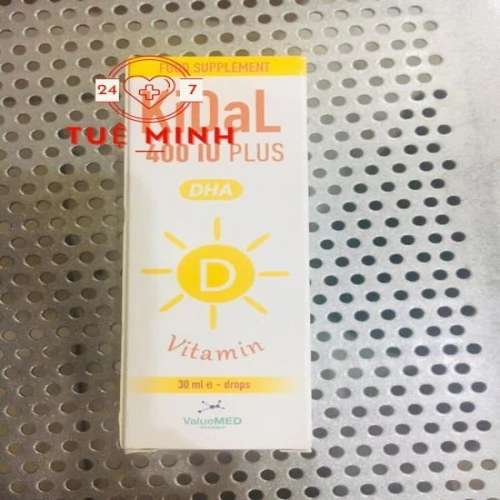 FOOD SUPPLEMENT
24 7
KiDaL
TUỆ MINH
400 IU PLUS
DHA
D
Vitamin
30 ml e - drops
ValueMED